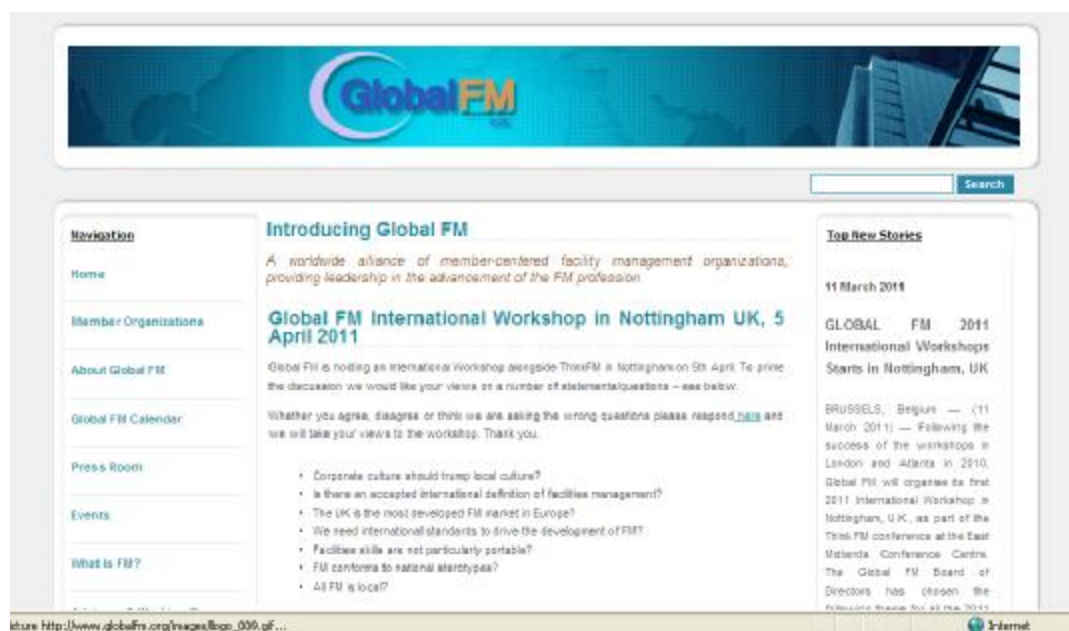 GlobalFM
Search
Navigation
Home
Member Organizations
About Global FM
Global FM Calendar
Press Room
Events
What is FM?
Introducing Global FM
A worldwide alliance of member-centered facility management organizations,
providing leadership in the advancement of the FM profession
Global FM International Workshop in Nottingham UK, 5
April 2011
Global FM is holding an International Workshop alongside ThinkFM in Nottingham on 5th April. To prime
the discussion we would like your views on a number of statements/questions – see below.
Whether you agree, disagree or think we are asking the wrong questions please respond here and
we will take your views to the workshop. Thank you.
• Corporate culture should trump local culture?
• Is there an accepted international definition of facilities management?
• The UK is the most developed FM market in Europe?
• We need international standards to drive the development of FM?
• Facilities skills are not particularly portable?
• FM conforms to national sterotypes?
• All FM is local?
Top New Stories
11 March 2011
GLOBAL FM 2011
International Workshops
Starts in Nottingham, UK
BRUSSELS, Belgium — (11
March 2011) — Following the
success of the workshops in
London and Atlanta in 2010,
Global FM will organise its first
2011 International Workshop in
Nottingham, U.K., as part of the
Think FM conference at the East
Midlands Conference Centre.
The Global FM Board of
Directors has chosen the
following theme for all the 2011
icture http://www.globalfm.org/images/logo_009.gif...
Internet